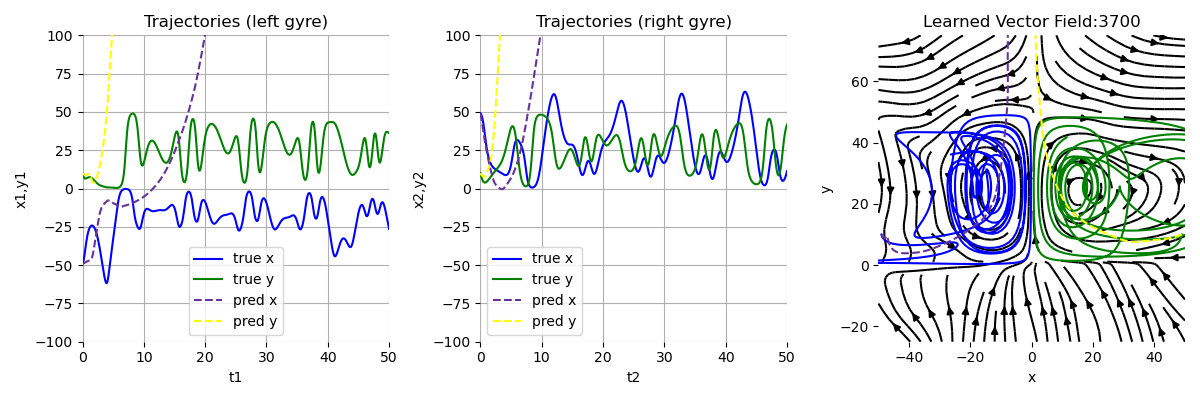 Trajectories (left gyre)
100
75
50
25
0
−25
−50
−75
−100
0 10 20 30 40 50
x1,y1
t1
true x
true y
pred x
pred y
Trajectories (right gyre)
100
75
50
25
0
−25
−50
−75
−100
0 10 20 30 40 50
x2,y2
t2
true x
true y
pred x
pred y
Learned Vector Field:3700
60
40
20
0
−20
−40 −20 0 20 40
y
x